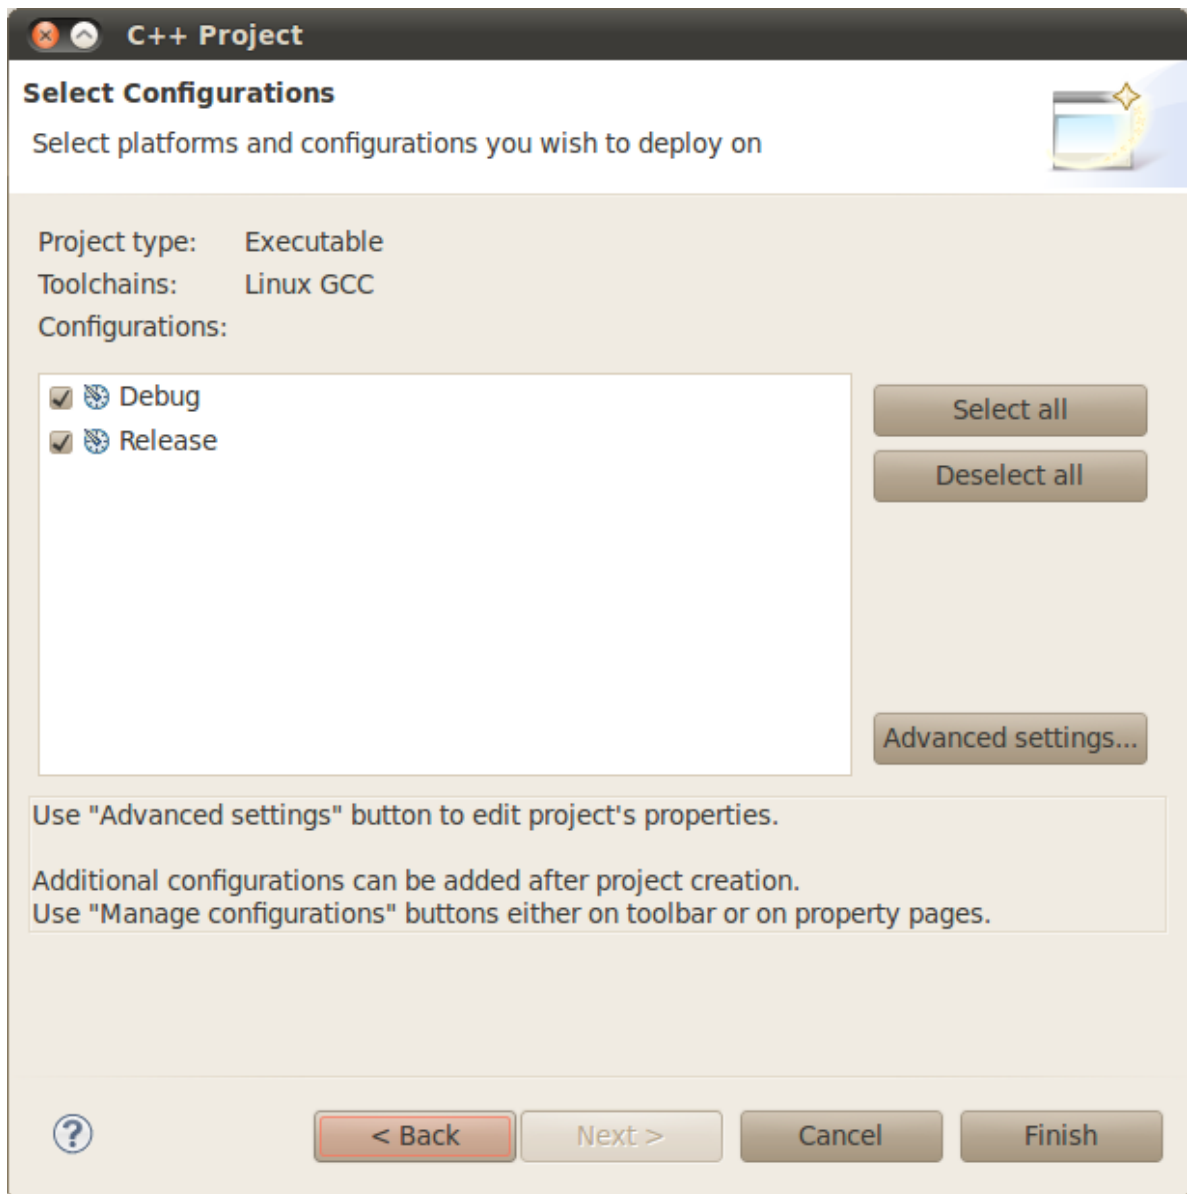 C++ Project
Select Configurations
Select platforms and configurations you wish to deploy on
Project type: Executable
Toolchains: Linux GCC
Configurations:
Debug
Release
Select all
Deselect all
Advanced settings...
Use "Advanced settings" button to edit project's properties.
Additional configurations can be added after project creation.
Use "Manage configurations" buttons either on toolbar or on property pages.
?
< Back
Next >
Cancel
Finish